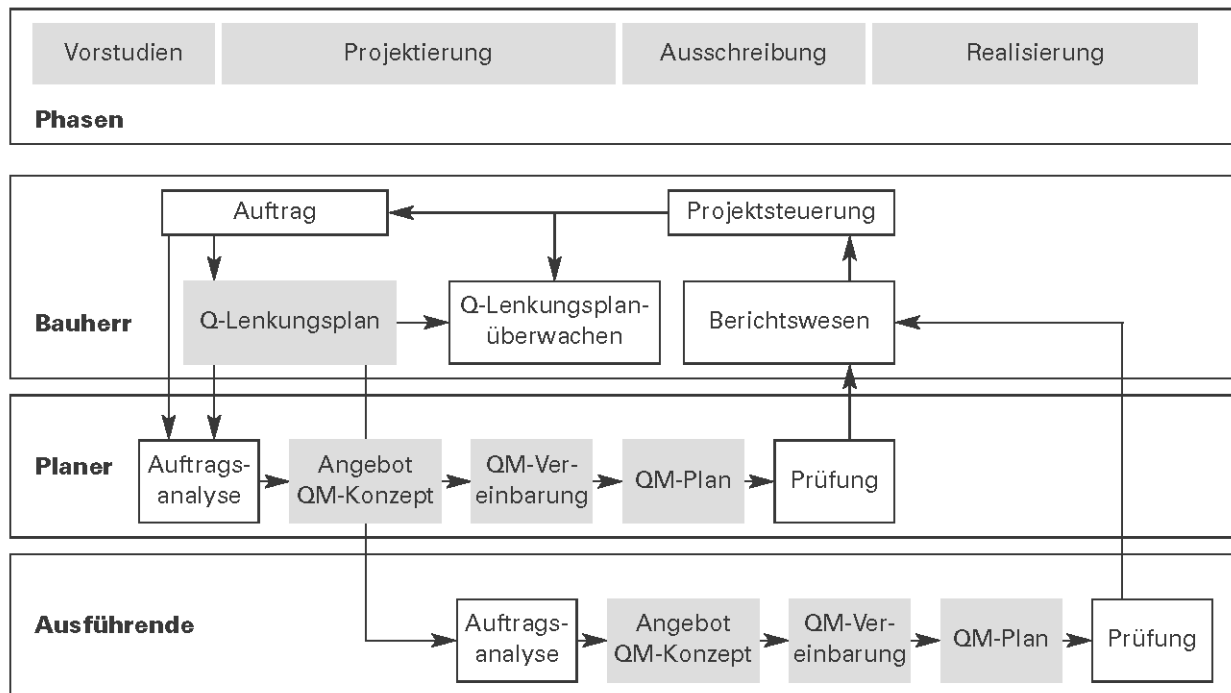 Vorstudien
Projektierung
Ausschreibung
Realisierung
Phasen
Auftrag
Projektsteuerung
Bauherr
Q-Lenkungsplan
Q-Lenkungsplan-
überwachen
Berichtswesen
Planer
Auftrags-
analyse
Angebot
QM-Konzept
QM-Ver-
einbarung
QM-Plan
Prüfung
Ausführende
Auftrags-
analyse
Angebot
QM-Konzept
QM-Ver-
einbarung
QM-Plan
Prüfung